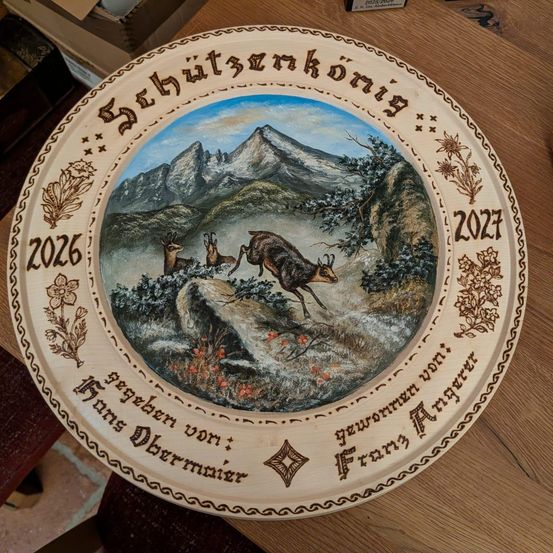 Schützenkönig
2026
2027
gegeben von:
Hans Obermaier
gewonnen von:
Franz Angerer